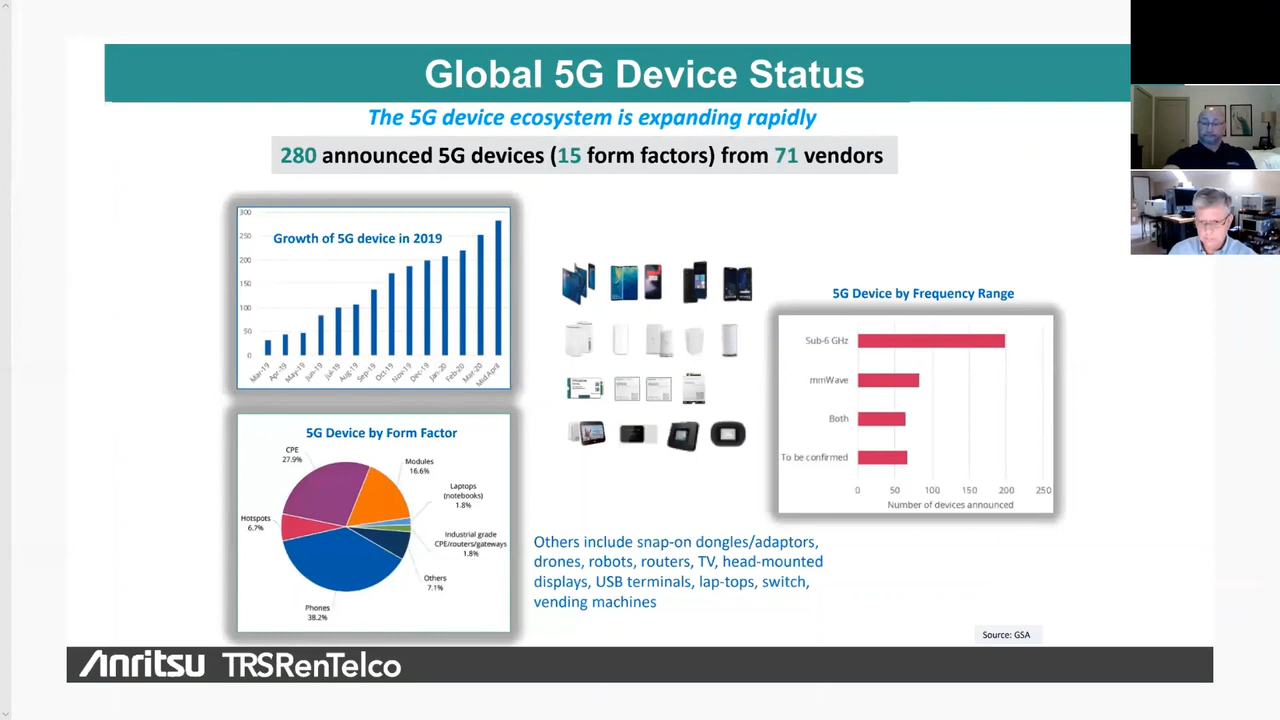 Global 5G Device Status
The 5G device ecosystem is expanding rapidly
280 announced 5G devices (15 form factors) from 71 vendors
Growth of 5G device in 2019
300
250
200
150
100
50
0
Mar-19
Apr-19
May-19
Jun-19
Jul-19
Aug-19
Sep-19
Oct-19
Nov-19
Dec-19
Jan-20
Feb-20
Mar-20
Mid April
5G Device by Form Factor
CPE
27.9%
Modules
16.6%
Laptops
(notebooks)
1.8%
Hotspots
6.7%
Industrial grade
CPE/routers/gateways
1.8%
Others
7.1%
Phones
38.2%
5G Device by Frequency Range
Sub-6 GHz
mmWave
Both
To be confirmed
0 50 100 150 200 250
Number of devices announced
Others include snap-on dongles/adaptors,
drones, robots, routers, TV, head-mounted
displays, USB terminals, lap-tops, switch,
vending machines
Source: GSA
Anritsu TRSRenTelco